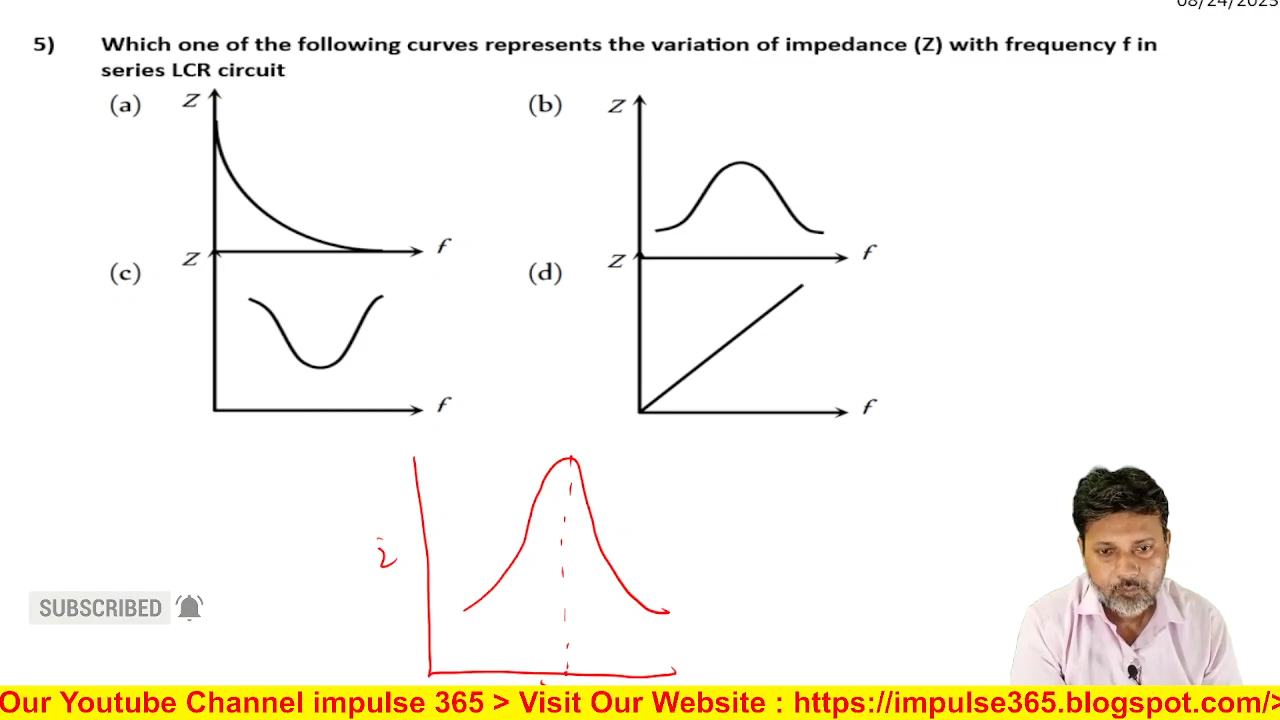 08/24/2023
5) Which one of the following curves represents the variation of impedance (Z) with frequency f in
series LCR circuit
(a) Z f
(b) Z f
(c) Z f
(d) Z f
i
SUBSCRIBED
Our Youtube Channel impulse 365 > Visit Our Website : https://impulse365.blogspot.com/>